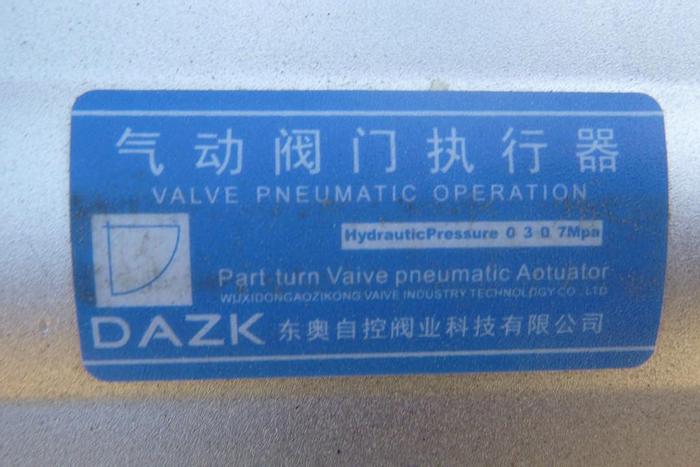 气动阀门执行器
VALVE PNEUMATIC OPERATION
HydrauticPressure 0 3 0 7Mpa
Part turn Vaive pneumatic Aotuator
WUXIDONGAOZIKONG VAIVE INDUSTRY TECHNOLOGY CO ., LTD
DAZK 东奥自控阀业科技有限公司